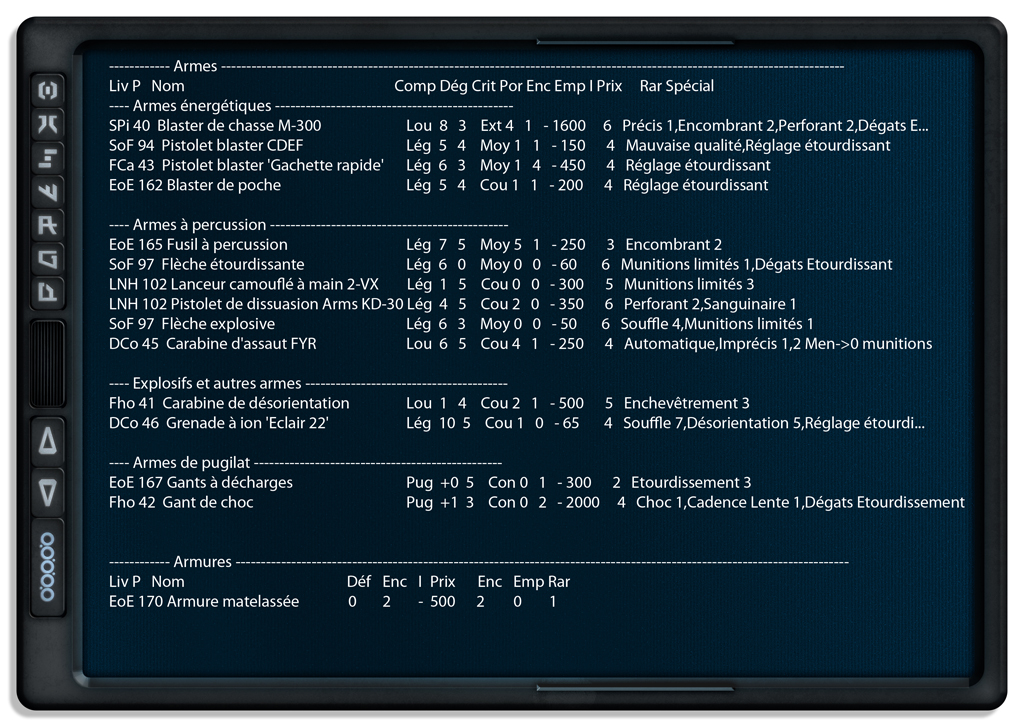 ------------ Armes ----------------------------------------------------------------------------------------------------------------------------
Liv P Nom Comp Dég Crit Por Enc Emp I Prix Rar Spécial
---- Armes énergétiques -----------------------------------------------
SPi 40 Blaster de chasse M-300 Lou 8 3 Ext 4 1 - 1600 6 Précis 1,Encombrant 2,Perforant 2,Dégats E...
SoF 94 Pistolet blaster CDEF Lég 5 4 Moy 1 1 - 150 4 Mauvaise qualité,Réglage étourdissant
FCa 43 Pistolet blaster 'Gachette rapide' Lég 6 3 Moy 1 4 - 450 4 Réglage étourdissant
EoE 162 Blaster de poche Lég 5 4 Cou 1 1 - 200 4 Réglage étourdissant
---- Armes à percussion -----------------------------------------------
EoE 165 Fusil à percussion Lég 7 5 Moy 5 1 - 250 3 Encombrant 2
SoF 97 Flèche étourdissante Lég 6 0 Moy 0 0 - 60 6 Munitions limités 1,Dégats Etourdissant
LNH 102 Lanceur camouflé à main 2-VX Lég 1 5 Cou 0 0 - 300 5 Munitions limités 3
LNH 102 Pistolet de dissuasion Arms KD-30 Lég 4 5 Cou 2 0 - 350 6 Perforant 2,Sanguinaire 1
SoF 97 Flèche explosive Lég 6 3 Moy 0 0 - 50 6 Souffle 4,Munitions limités 1
DCo 45 Carabine d'assaut FYR Lou 6 5 Cou 4 1 - 250 4 Automatique,Imprécis 1,2 Men->0 munitions
---- Explosifs et autres armes ----------------------------------------
Fho 41 Carabine de désorientation Lou 1 4 Cou 2 1 - 500 5 Enchevêtrement 3
DCo 46 Grenade à ion 'Eclair 22' Lég 10 5 Cou 1 0 - 65 4 Souffle 7,Désorientation 5,Réglage étourdi...
---- Armes de pugilat -------------------------------------------------
EoE 167 Gants à décharges Pug +0 5 Con 0 1 - 300 2 Etourdissement 3
Fho 42 Gant de choc Pug +1 3 Con 0 2 - 2000 4 Choc 1,Cadence Lente 1,Dégats Etourdissement
------------ Armures --------------------------------------------------------------------------------------------------------------------------
Liv P Nom Déf Enc I Prix Enc Emp Rar
EoE 170 Armure matelassée 0 2 - 500 2 0 1